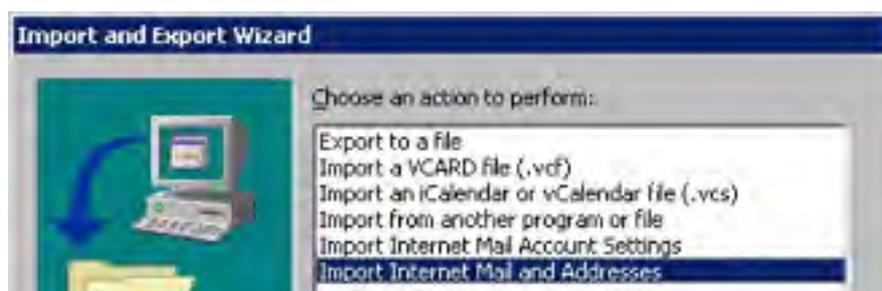 Import and Export Wizard
Choose an action to perform:
Export to a file
Import a VCARD file (.vcf)
Import an iCalendar or vCalendar file (.vcs)
Import from another program or file
Import Internet Mail Account Settings
Import Internet Mail and Addresses